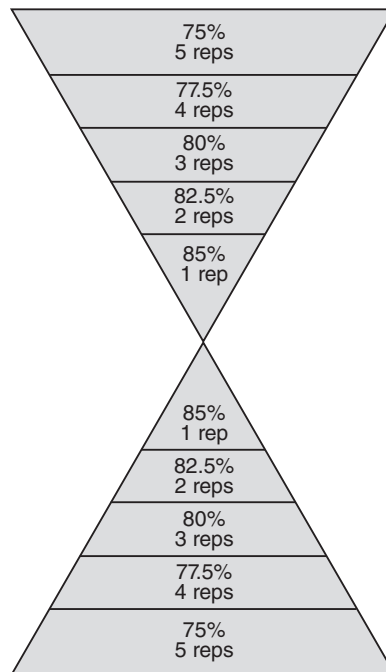 75%
5 reps
77.5%
4 reps
80%
3 reps
82.5%
2 reps
85%
1 rep
85%
1 rep
82.5%
2 reps
80%
3 reps
77.5%
4 reps
75%
5 reps